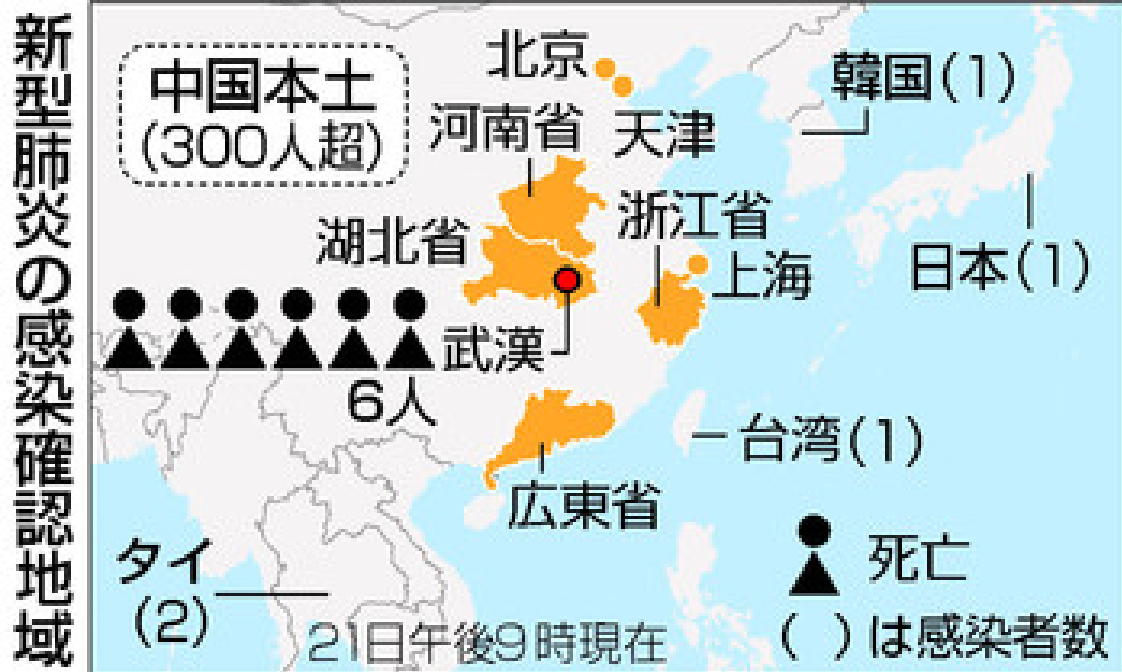 新型肺炎の感染確認地域
中国本土
(300人超)
北京
天津
河南省
韓国(1)
湖北省
浙江省
上海
日本(1)
武漢
6人
台湾(1)
広東省
タイ
(2)
死亡
( )は感染者数
21日午後9時現在